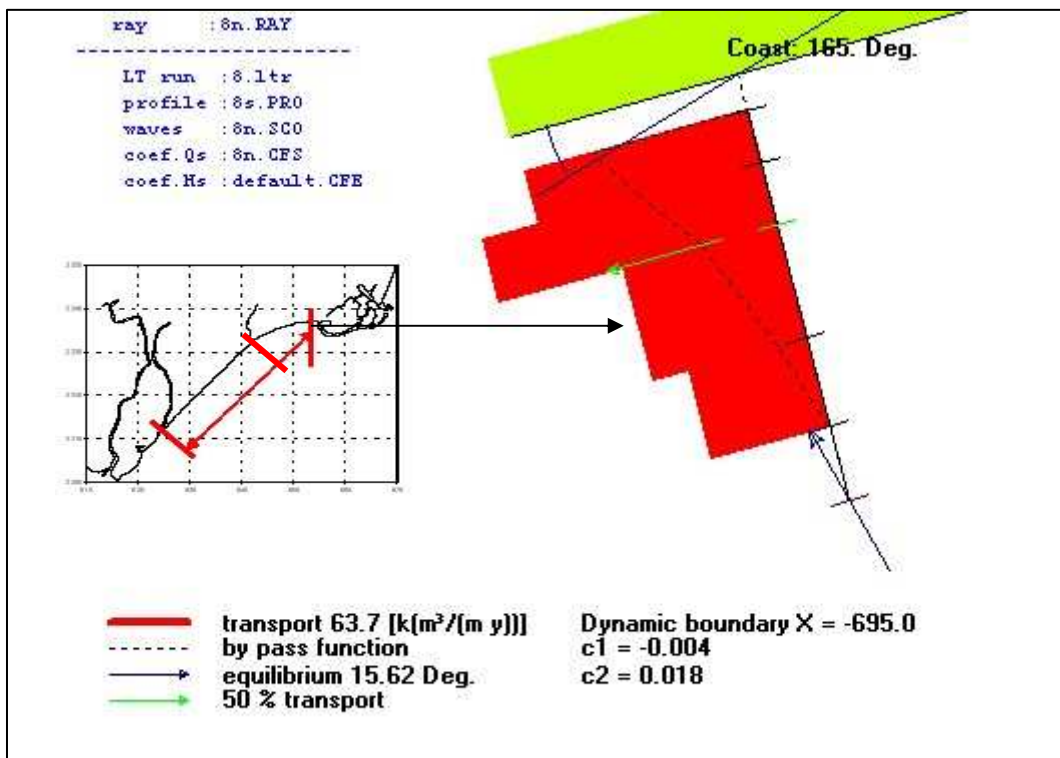 ray :8n.RAY
LT run :8.ltr
profile :8s.PRO
waves :8n.SCO
coef.Qs :8n.CFS
coef.Hs :default.CFE
Coast: 165. Deg.
transport 63.7 [k(m³/(m y))]
by pass function
equilibrium 15.62 Deg.
50 % transport
Dynamic boundary X = -695.0
c1 = -0.004
c2 = 0.018